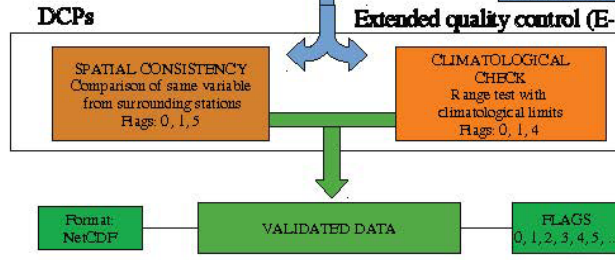 DCPs
Extended quality control (E-
SPATIAL CONSISTENCY
Comparison of same variable
from surrounding stations
Flags: 0, 1, 5
CLIMATOLOGICAL
CHECK
Range test with
climatological limits
Flags: 0, 1, 4
Format:
NetCDF
VALIDATED DATA
FLAGS
0, 1, 2, 3, 4, 5, ..